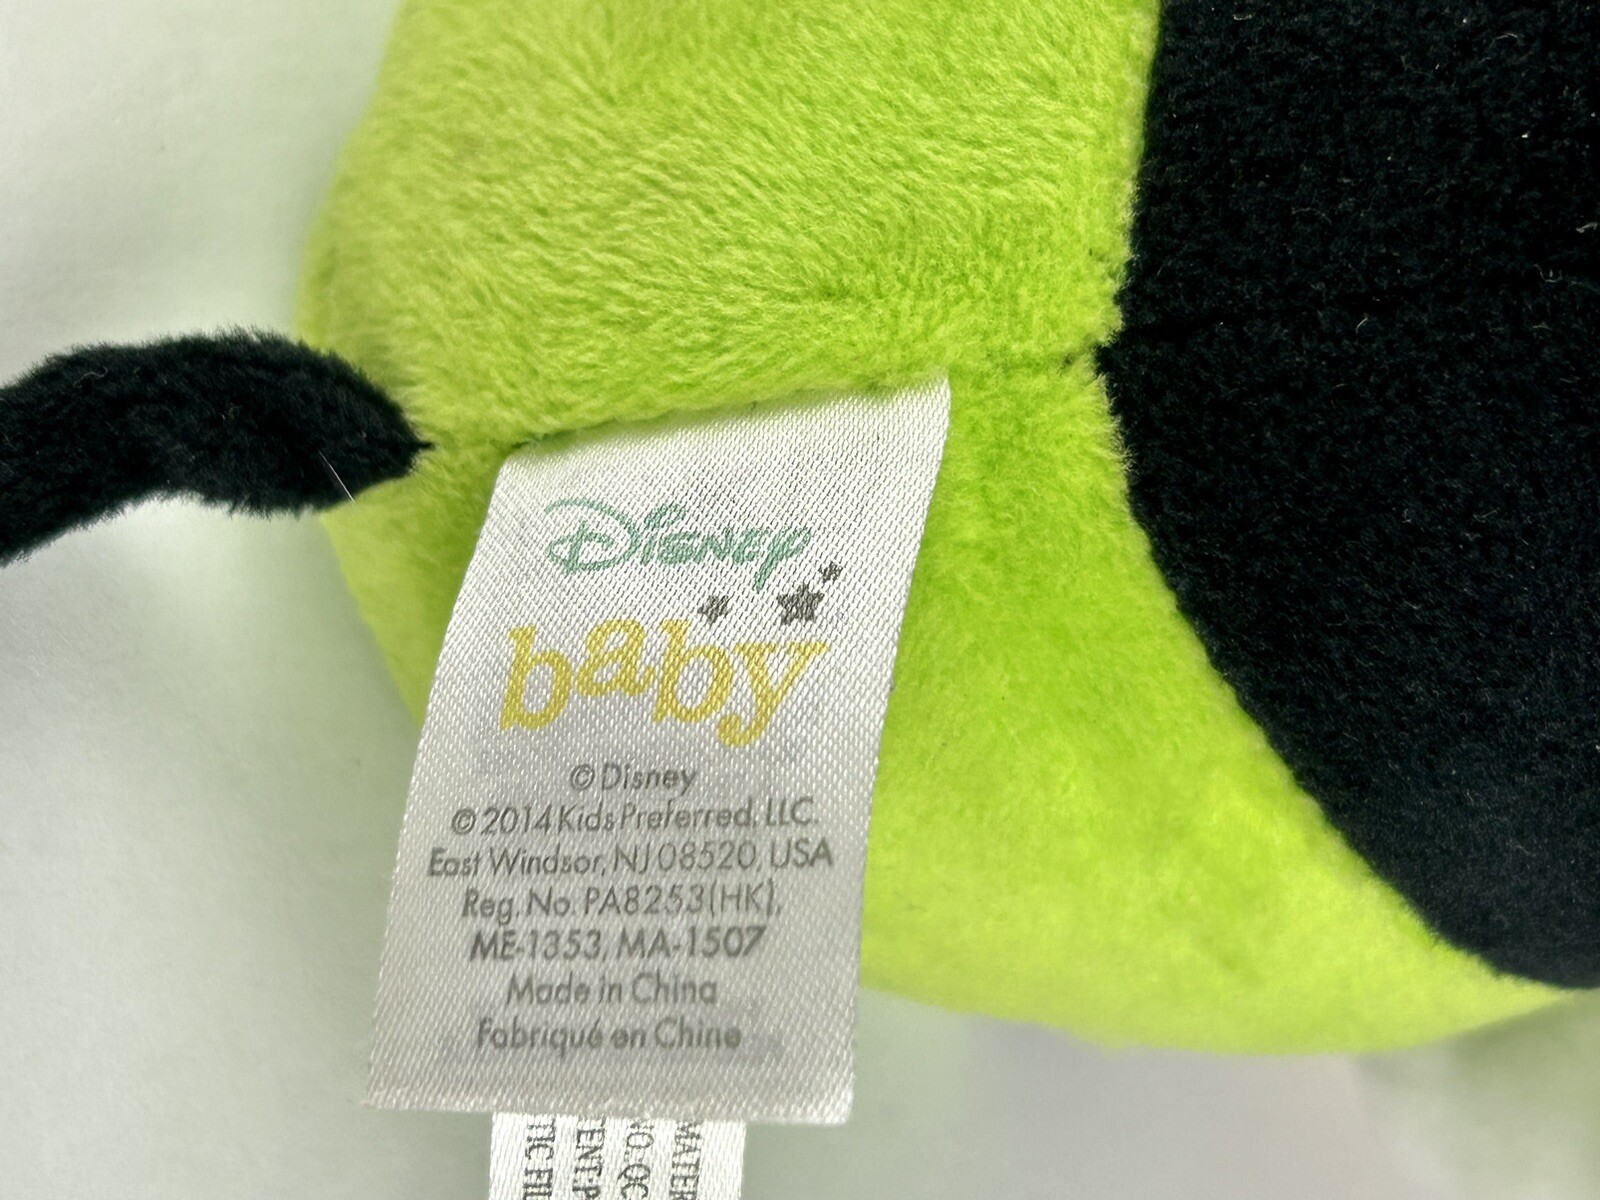 Disney
baby
©Disney
©2014 Kids Preferred, LLC.
East Windsor, NJ 08520, USA
Reg. No. PA8253(HK),
ME-1353, MA-1507
Made in China
Fabriqué en Chine